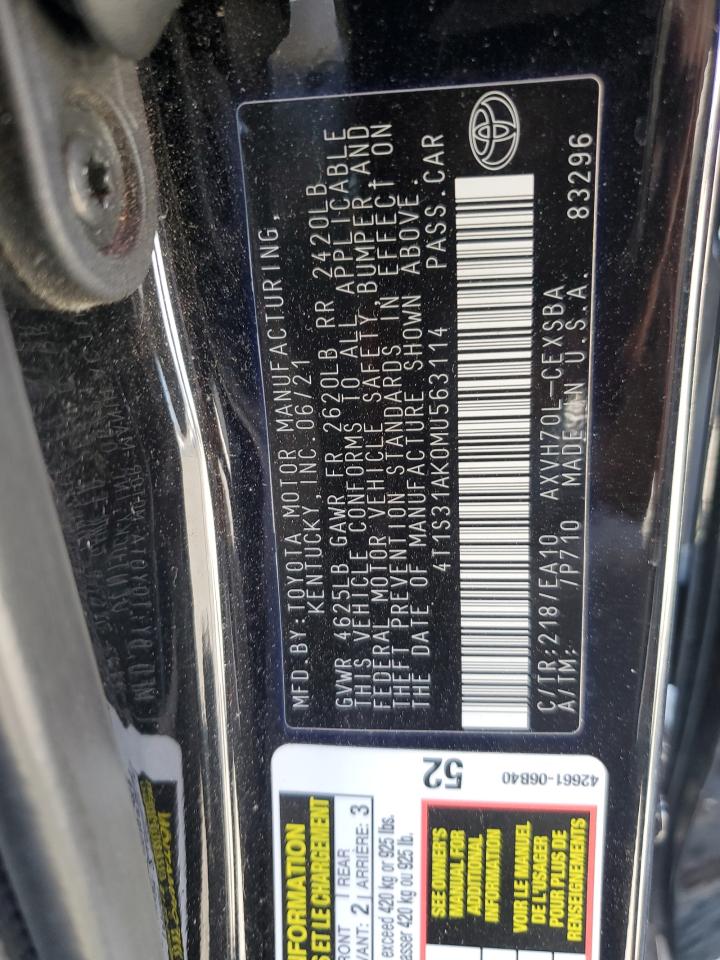 MFD.BY:TOYOTA MOTOR MANUFACTURING,
KENTUCKY, INC. 06/21
GVWR 4625LB GAWR FR 2620LB RR 2420LB
THIS VEHICLE CONFORMS TO ALL APPLICABLE
FEDERAL MOTOR VEHICLE SAFETY, BUMPER, AND
THEFT PREVENTION STANDARDS IN EFFECT ON
THE DATE OF MANUFACTURE SHOWN ABOVE.
4T1S31AK0MU563114 PASS.CAR
C/TR:218/EA10 AXVH70L-CEXSBA
A/TM:- /P710 MADE IN U.S.A. 83296
52
42661-06B40
INFORMATION
S ET LE CHARGEMENT
RONT 2 REAR 3
VANT: ARRIÈRE:
exceed 420 kg or 925 lbs.
asser 420 kg ou 925 lb.
SEE OWNER'S
MANUAL FOR
ADDITIONAL
INFORMATION
VOIR LE MANUEL
DE L'USAGER
POUR PLUS DE
RENSEIGNEMENTS